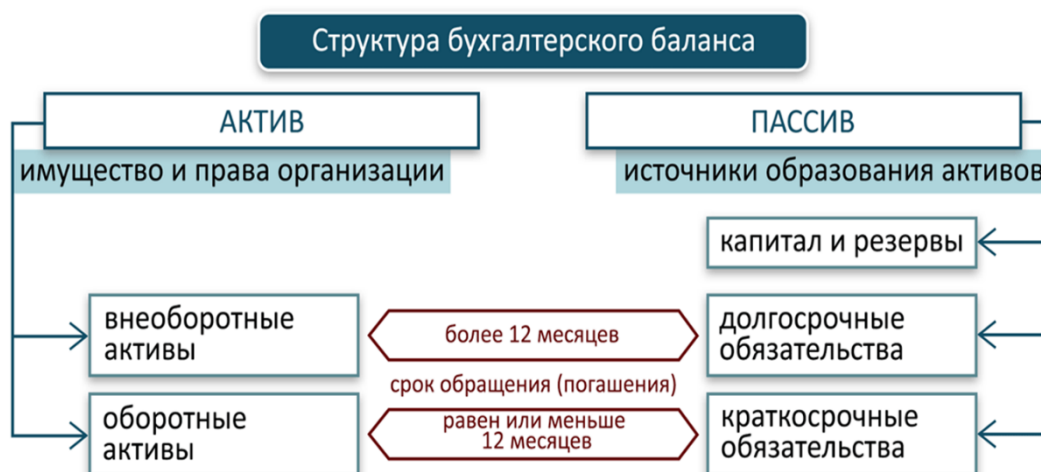 Структура бухгалтерского баланса
АКТИВ
ПАССИВ
имущество и права организации
источники образования активов
капитал и резервы
внеоборотные
активы
более 12 месяцев
долгосрочные
обязательства
срок обращения (погашения)
оборотные
активы
равен или меньше
12 месяцев
краткосрочные
обязательства